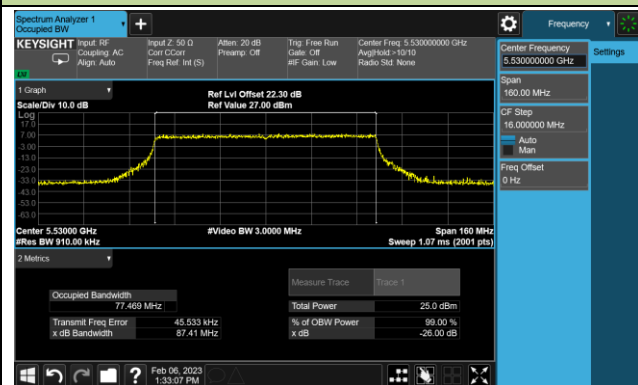 Spectrum Analyzer 1
Occupied BW
Frequency
KEYSIGHT
Input: RF
Coupling: AC
Align: Auto
Input Z: 50 Ω
Corr CCorr
Freq Ref: Int (S)
Atten: 20 dB
Preamp: Off
Trig: Free Run
Gate: Off
#IF Gain: Low
Center Freq: 5.530000000 GHz
Avg|Hold:>10/10
Radio Std: None
1 Graph
Scale/Div 10.0 dB
Ref Lvl Offset 22.30 dB
Ref Value 27.00 dBm
Log
17.0
7.00
-3.00
-13.0
-23.0
-33.0
-43.0
-53.0
-63.0
Center 5.53000 GHz
#Res BW 910.00 kHz
#Video BW 3.0000 MHz
Span 160 MHz
Sweep 1.07 ms (2001 pts)
2 Metrics
Measure Trace
Trace 1
Occupied Bandwidth
77.469 MHz
Total Power
25.0 dBm
Transmit Freq Error
45.533 kHz
% of OBW Power
99.00 %
x dB Bandwidth
87.41 MHz
x dB
-26.00 dB
Feb 06, 2023
1:33:07 PM
Center Frequency
5.530000000 GHz
Settings
Span
160.00 MHz
CF Step
16.000000 MHz
Auto
Man
Freq Offset
0 Hz